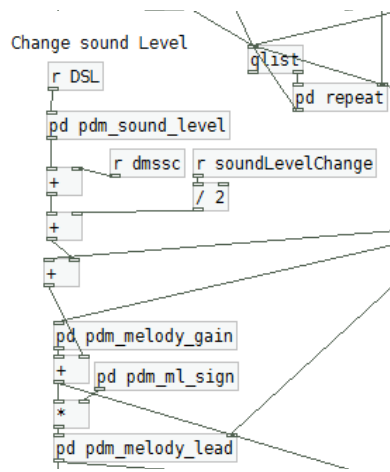 Change sound Level
qlist
r DSL
pd repeat
pd pdm_sound_level
r dmssc
r soundLevelChange
+
/ 2
+
+
pd pdm_melody_gain
+
pd pdm_ml_sign
*
pd pdm_melody_lead